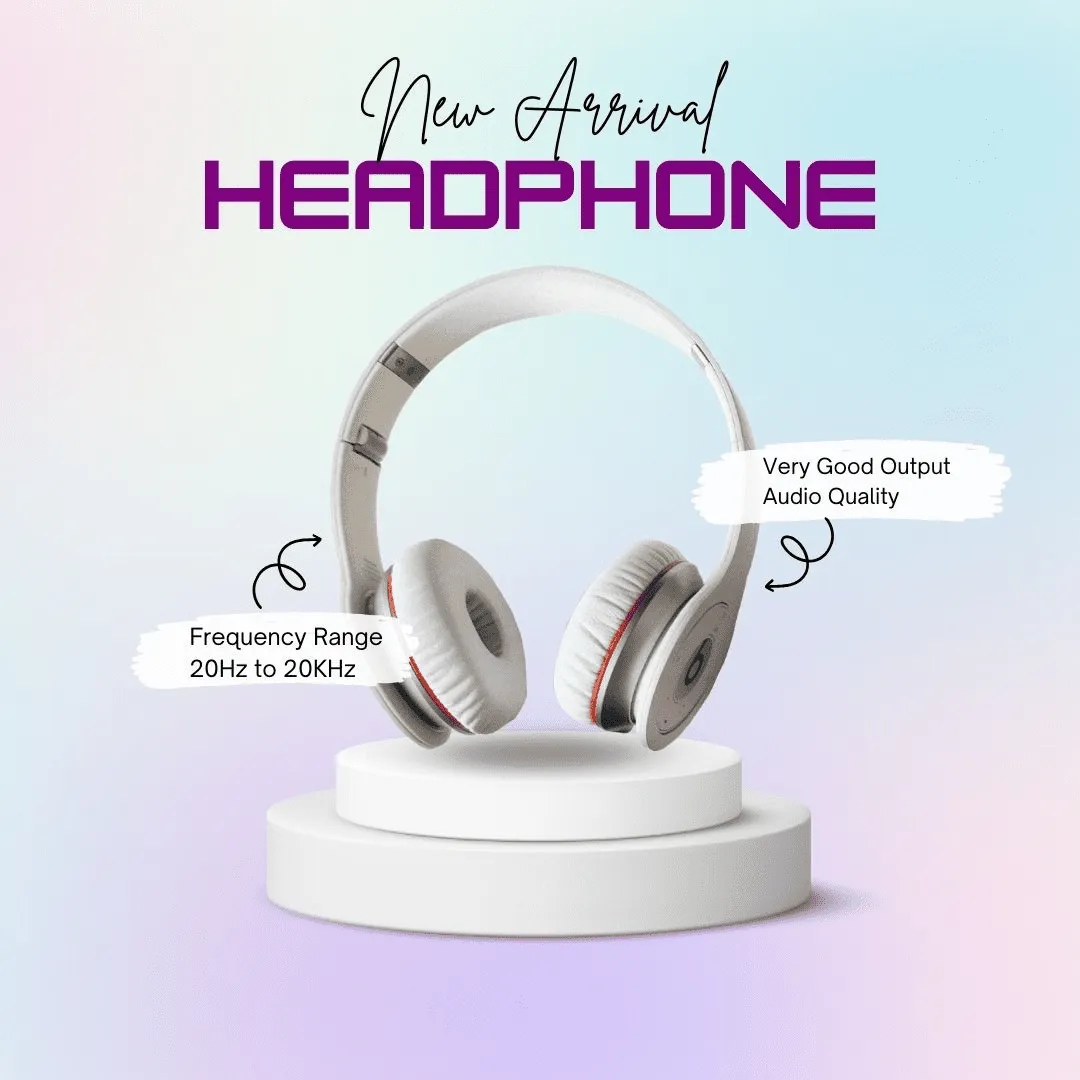 New Arrival
HEADPHONE
Very Good Output
Audio Quality
Frequency Range
20Hz to 20KHz